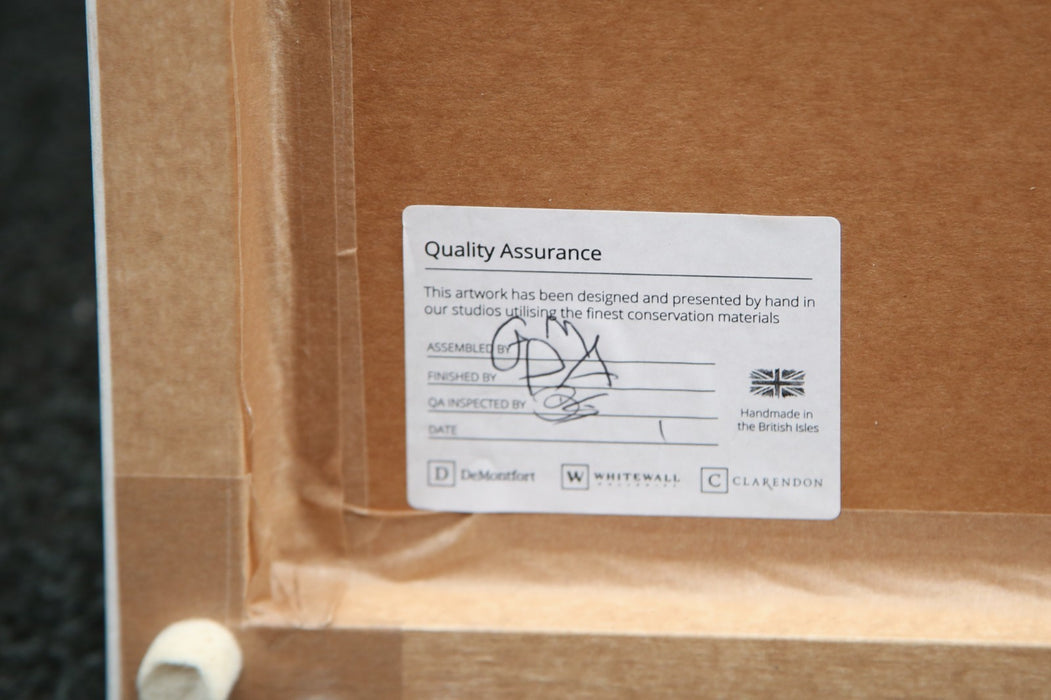 Quality Assurance
This artwork has been designed and presented by hand in
our studios utilising the finest conservation materials
ASSEMBLED BY
FINISHED BY
QA INSPECTED BY
DATE
Handmade in
the British Isles
D DeMontfort W WHITEWALL C CLARENDON